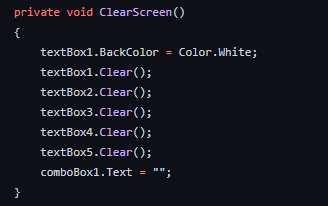 private void ClearScreen()
{
    textBox1.BackColor = Color.White;
    textBox1.Clear();
    textBox2.Clear();
    textBox3.Clear();
    textBox4.Clear();
    textBox5.Clear();
    comboBox1.Text = "";
}